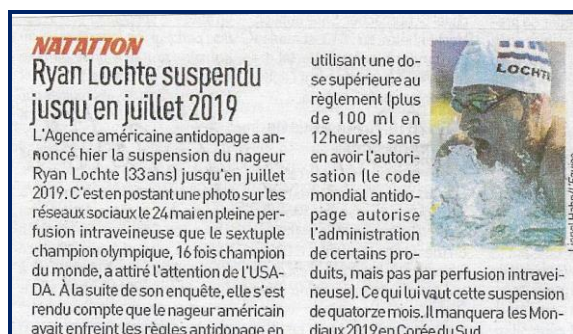 NATATION
Ryan Lochte suspendu
jusqu'en juillet 2019
L'Agence américaine antidopage a an-
noncé hier la suspension du nageur
Ryan Lochte (33 ans) jusqu'en juillet
2019. C'est en postant une photo sur les
réseaux sociaux le 24 mai en pleine per-
fusion intraveineuse que le sextuple
champion olympique, 16 fois champion
du monde, a attiré l'attention de l'USA-
DA. À la suite de son enquête, elle s'est
rendu compte que le nageur américain
avait enfreint les règles antidopage en
utilisant une do-
se supérieure au
règlement (plus
de 100 ml en
12 heures) sans
en avoir l'autori-
sation (le code
mondial antido-
page autorise
l'administration
de certains pro-
duits, mais pas par perfusion intravei-
neuse). Ce qui lui vaut cette suspension
de quatorze mois. Il manquera les Mon-
diaux 2019 en Corée du Sud.
LOCHTE
/L'Équipe